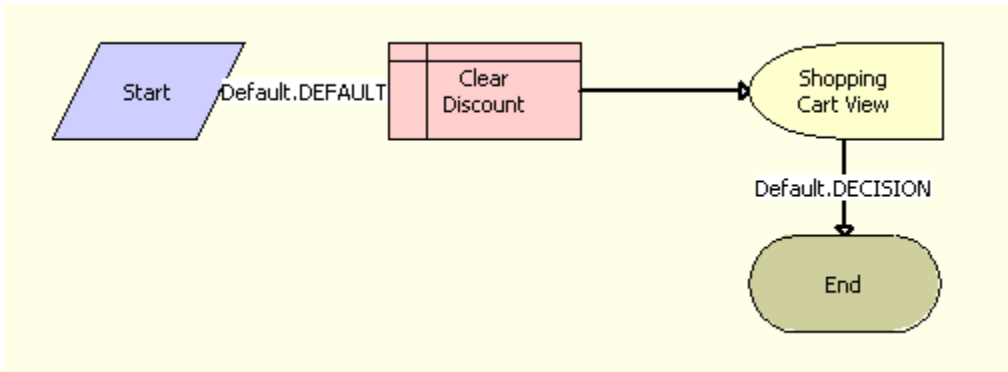 Start
Default.DEFAULT
Clear
Discount
Shopping
Cart View
Default.DECISION
End